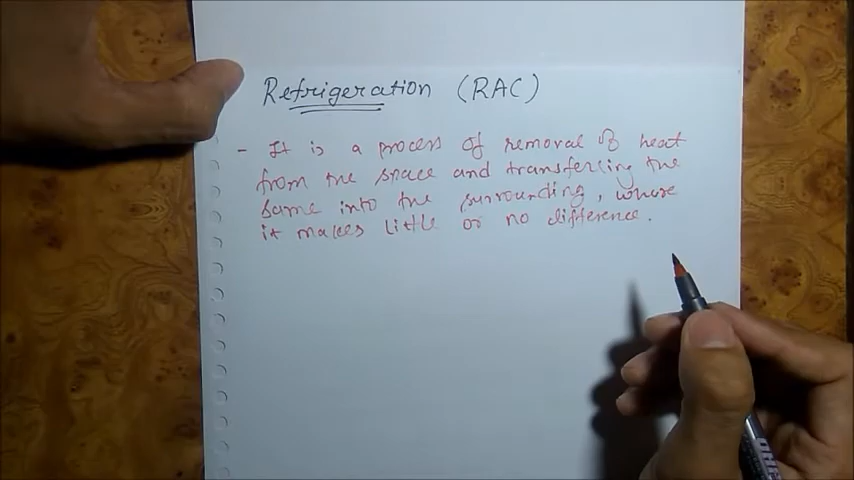 Refrigeration (RAC)
- It is a process of removal of heat
from the space and transferring the
same into the surrounding, where
it makes little or no difference.